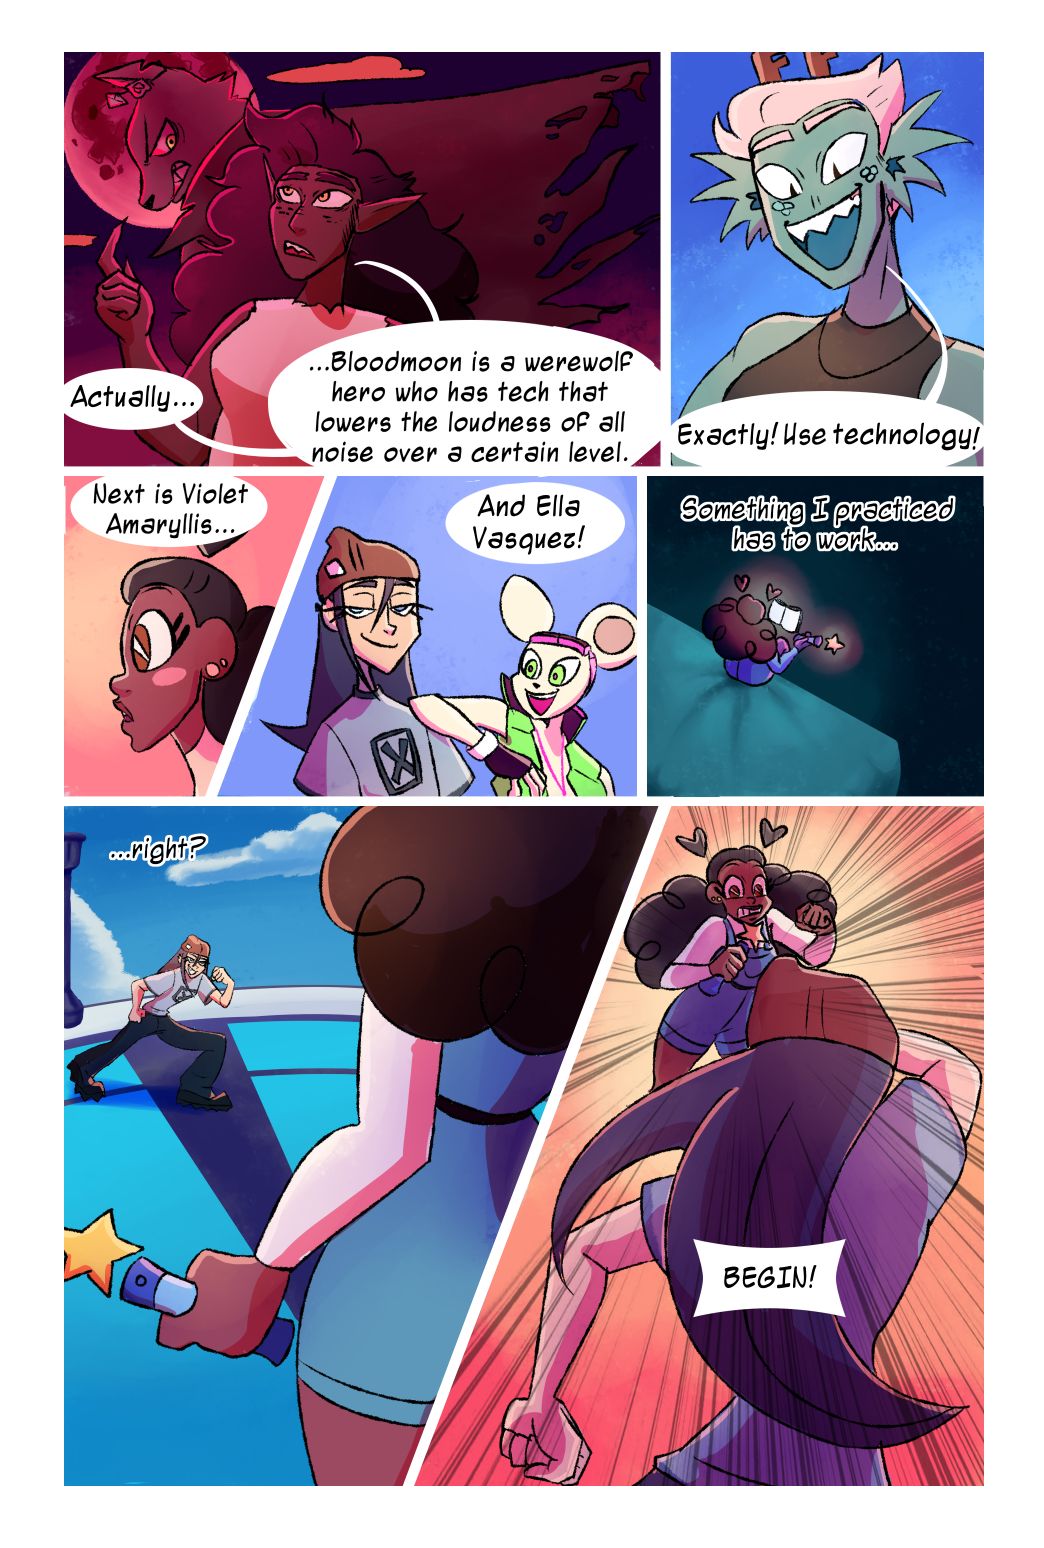 Actually...
...Bloodmoon is a werewolf
hero who has tech that
lowers the loudness of all
noise over a certain level.
Exactly! Use technology!
Next is Violet
Amaryllis...
And Ella
Vasquez!
X
Something I practiced
has to work...
...right?
BEGIN!